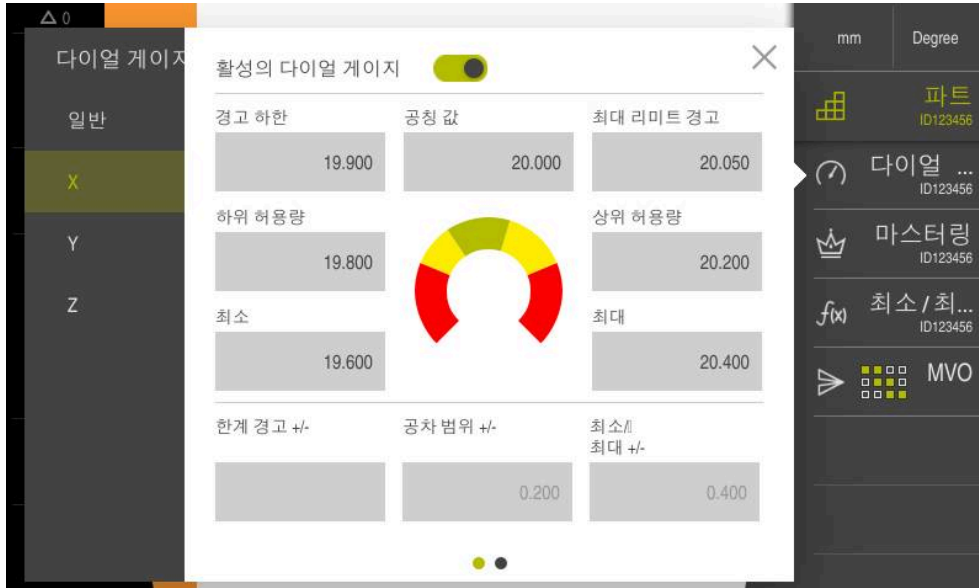 0
다이얼 게이지
일반
X
Y
Z
활성의 다이얼 게이지
경고 하한
공칭 값
최대 리미트 경고
19.900
20.000
20.050
하위 허용량
상위 허용량
19.800
20.200
최소
최대
19.600
20.400
한계 경고 +/-
공차 범위 +/-
최소/
최대 +/-
0.200
0.400
mm
Degree
파트
ID123456
다이얼 ...
ID123456
마스터링
ID123456
f(x)
최소 / 최...
ID123456
MVO